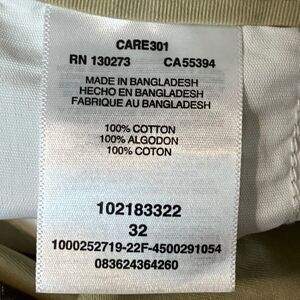 CARE301
RN 130273 CA55394
MADE IN BANGLADESH
HECHO EN BANGLADESH
FABRIQUE AU BANGLADESH
100% COTTON
100% ALGODON
100% COTON
102183322
32
1000252719-22F-4500291054
083624364260